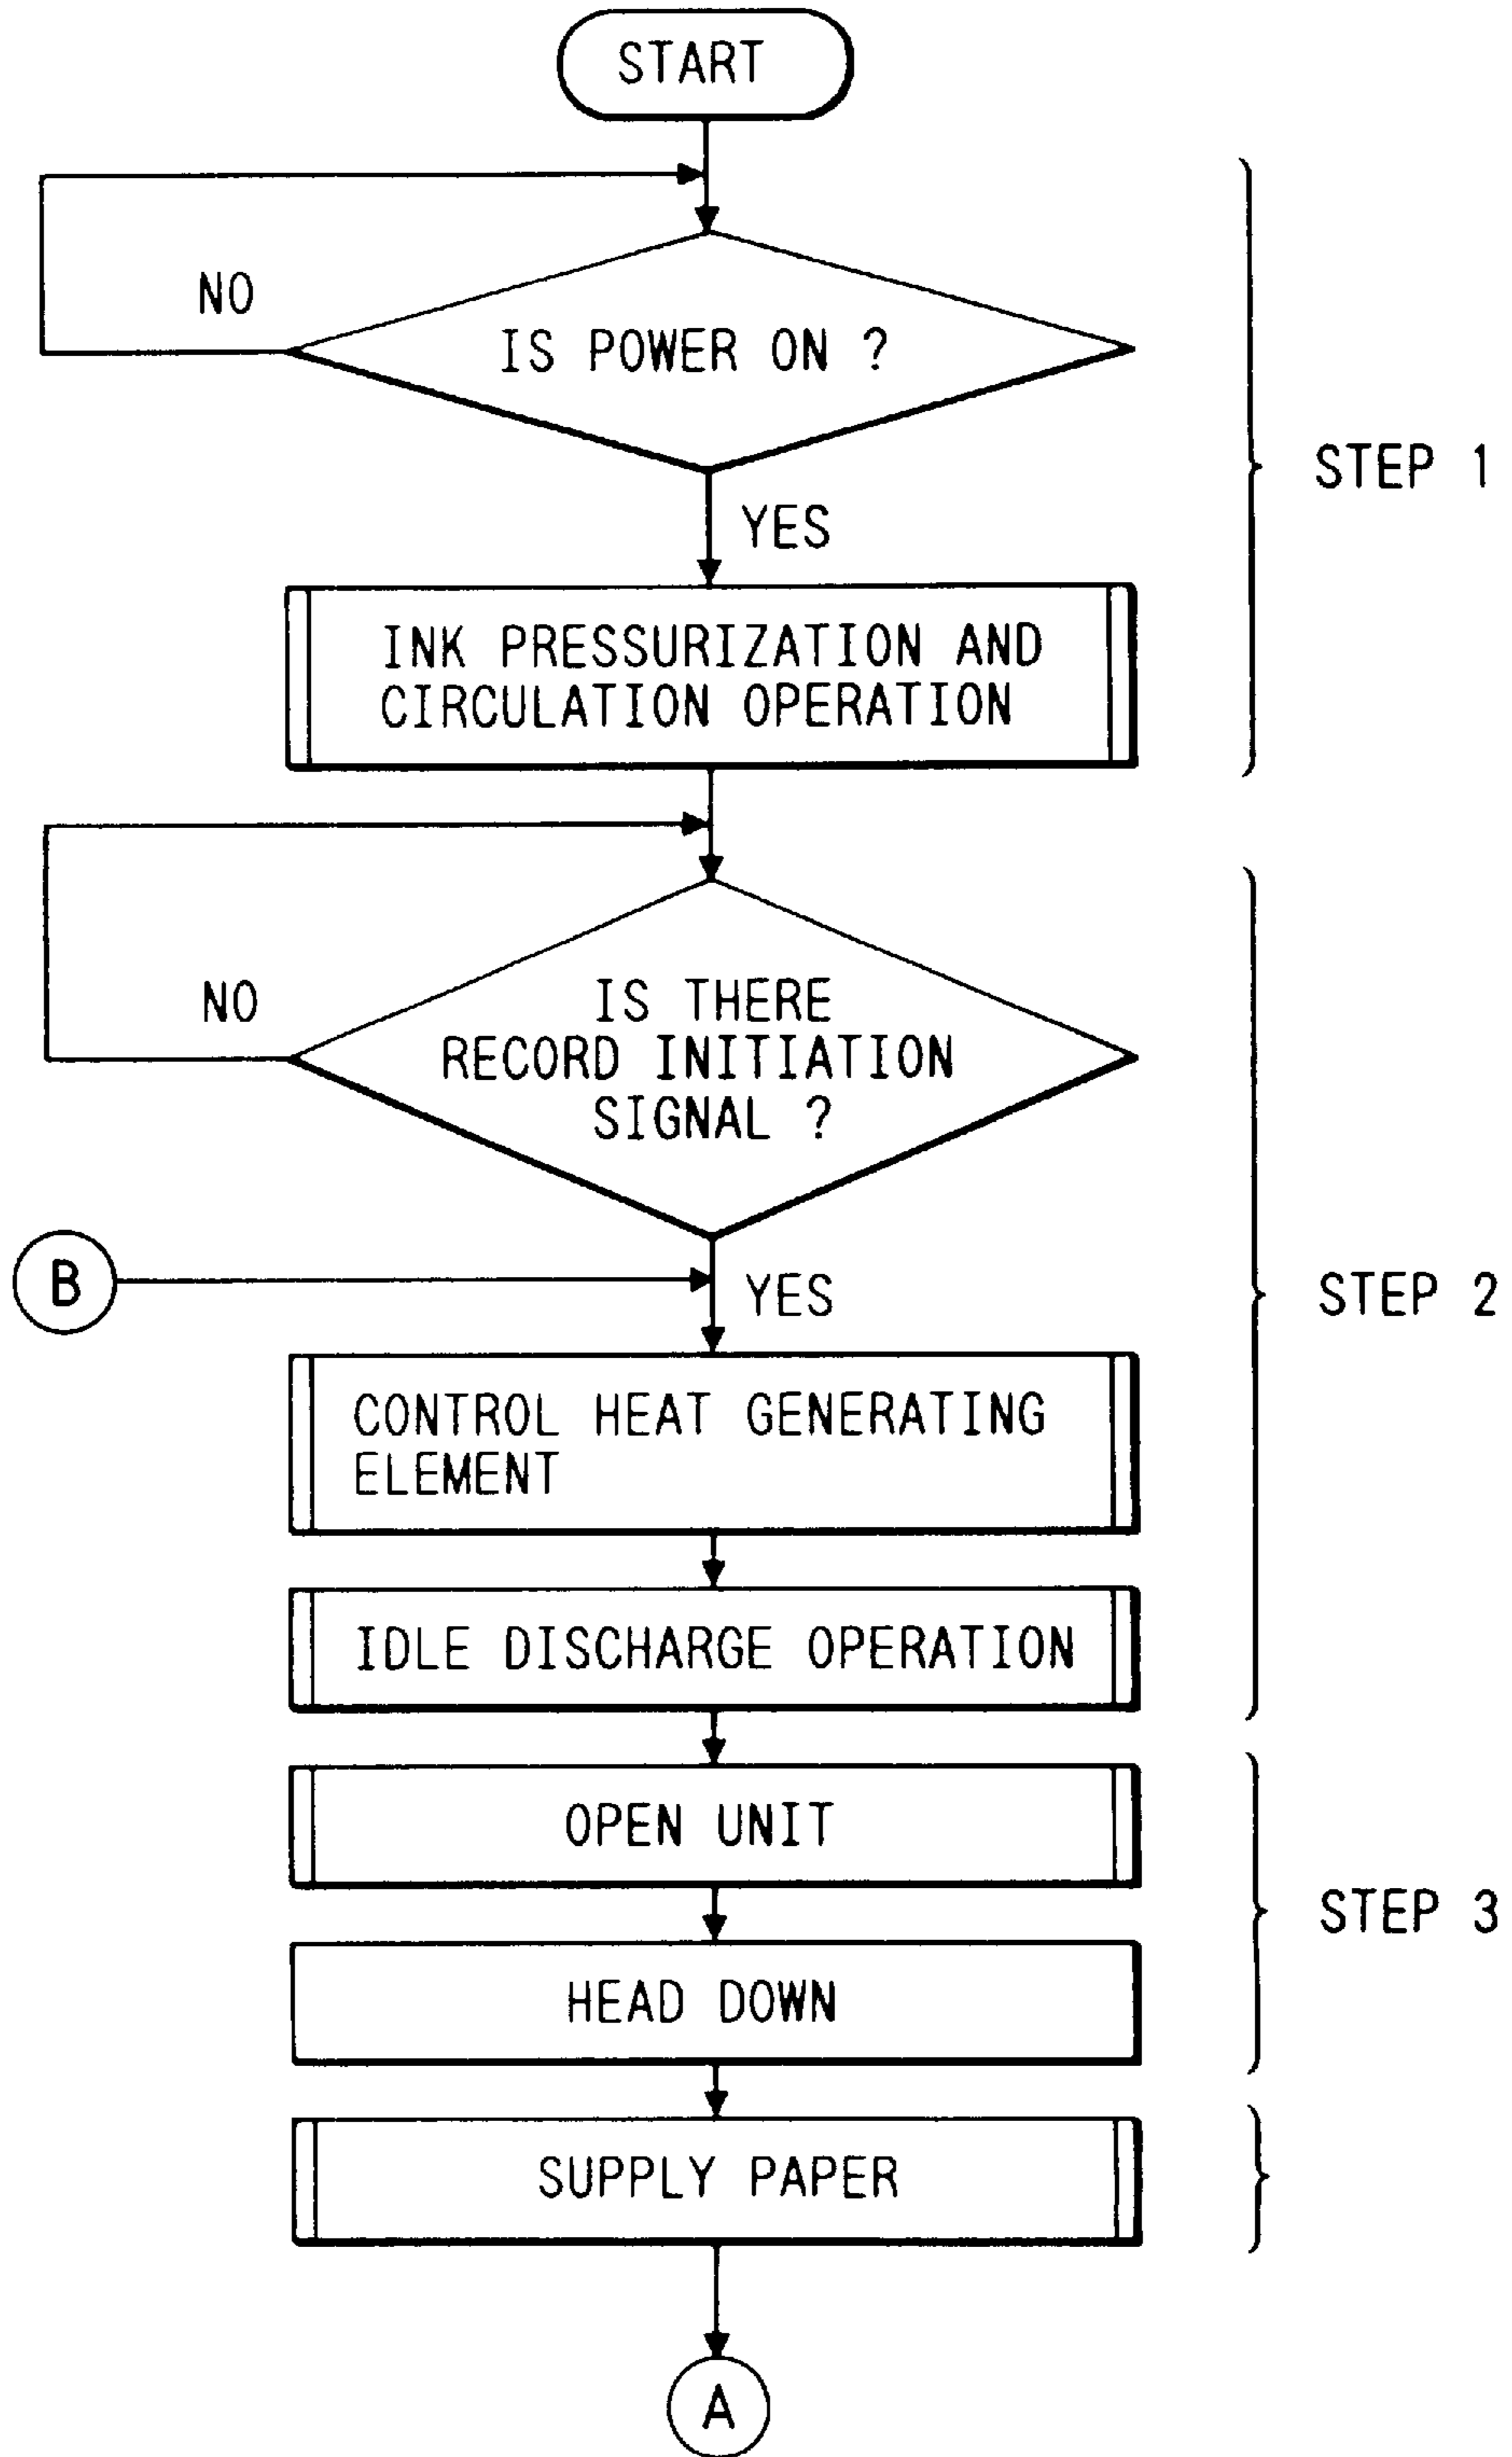 START
NO
IS POWER ON ?
STEP 1
YES
INK PRESSURIZATION AND
CIRCULATION OPERATION
NO
IS THERE
RECORD INITIATION
SIGNAL ?
B
YES
STEP 2
CONTROL HEAT GENERATING
ELEMENT
IDLE DISCHARGE OPERATION
OPEN UNIT
STEP 3
HEAD DOWN
SUPPLY PAPER
A